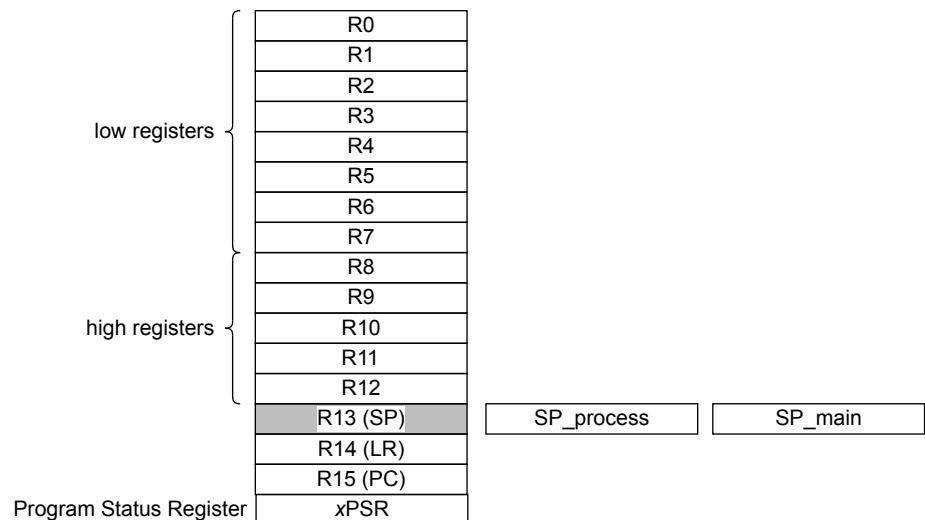 R0
R1
R2
low registers
R3
R4
R5
R6
R7
R8
R9
high registers
R10
R11
R12
R13 (SP) SP_process SP_main
R14 (LR)
R15 (PC)
Program Status Register xPSR